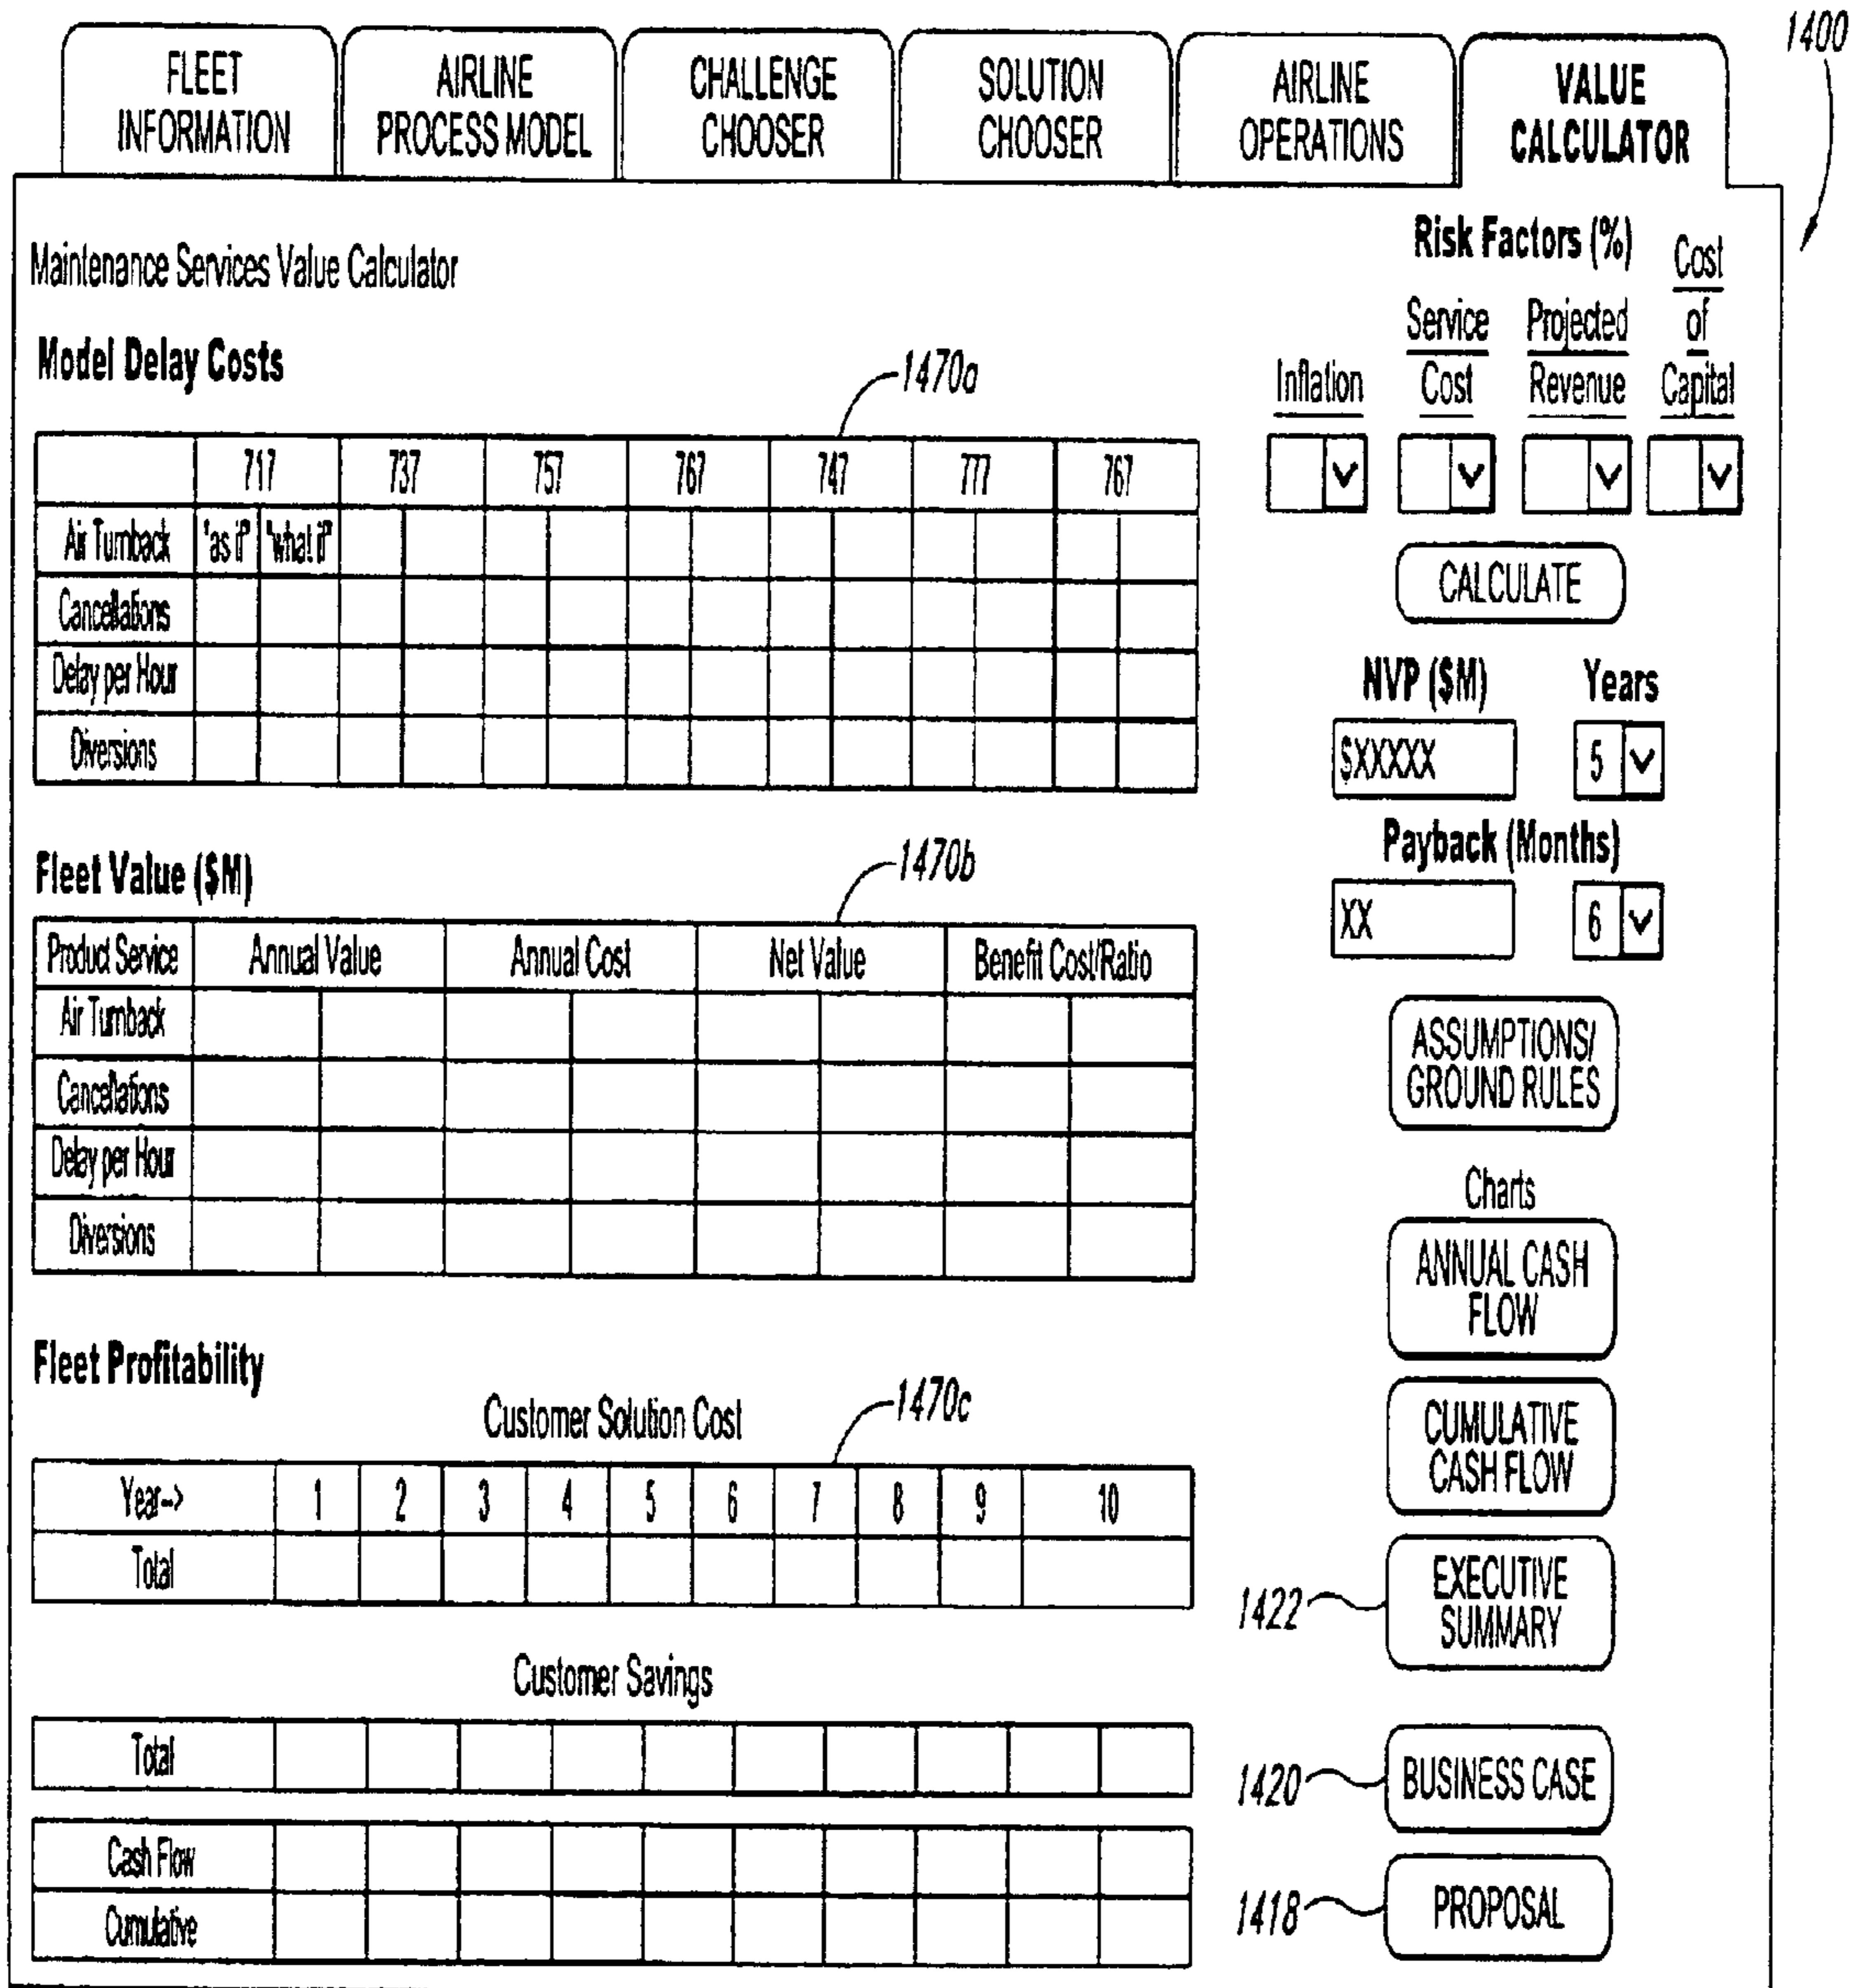 1400
FLEET
INFORMATION
AIRLINE
PROCESS MODEL
CHALLENGE
CHOOSER
SOLUTION
CHOOSER
AIRLINE
OPERATIONS
VALUE
CALCULATOR
Maintenance Services Value Calculator
Model Delay Costs
1470a
717 737 757 767 747 777 767
Air Turnback "as if" "what if"
Cancellations
Delay per Hour
Diversions
Fleet Value ($M)
1470b
Product Service Annual Value Annual Cost Net Value Benefit Cost/Ratio
Air Turnback
Cancellations
Delay per Hour
Diversions
Fleet Profitability
Customer Solution Cost
1470c
Year--> 1 2 3 4 5 6 7 8 9 10
Total
Customer Savings
Total
Cash Flow
Cumulative
Risk Factors (%)
Inflation
Service
Cost
Projected
Revenue
Cost
of
Capital
CALCULATE
NVP ($M) Years
$XXXXX 5
Payback (Months)
XX 6
ASSUMPTIONS/
GROUND RULES
Charts
ANNUAL CASH
FLOW
CUMULATIVE
CASH FLOW
1422
EXECUTIVE
SUMMARY
1420
BUSINESS CASE
1418
PROPOSAL